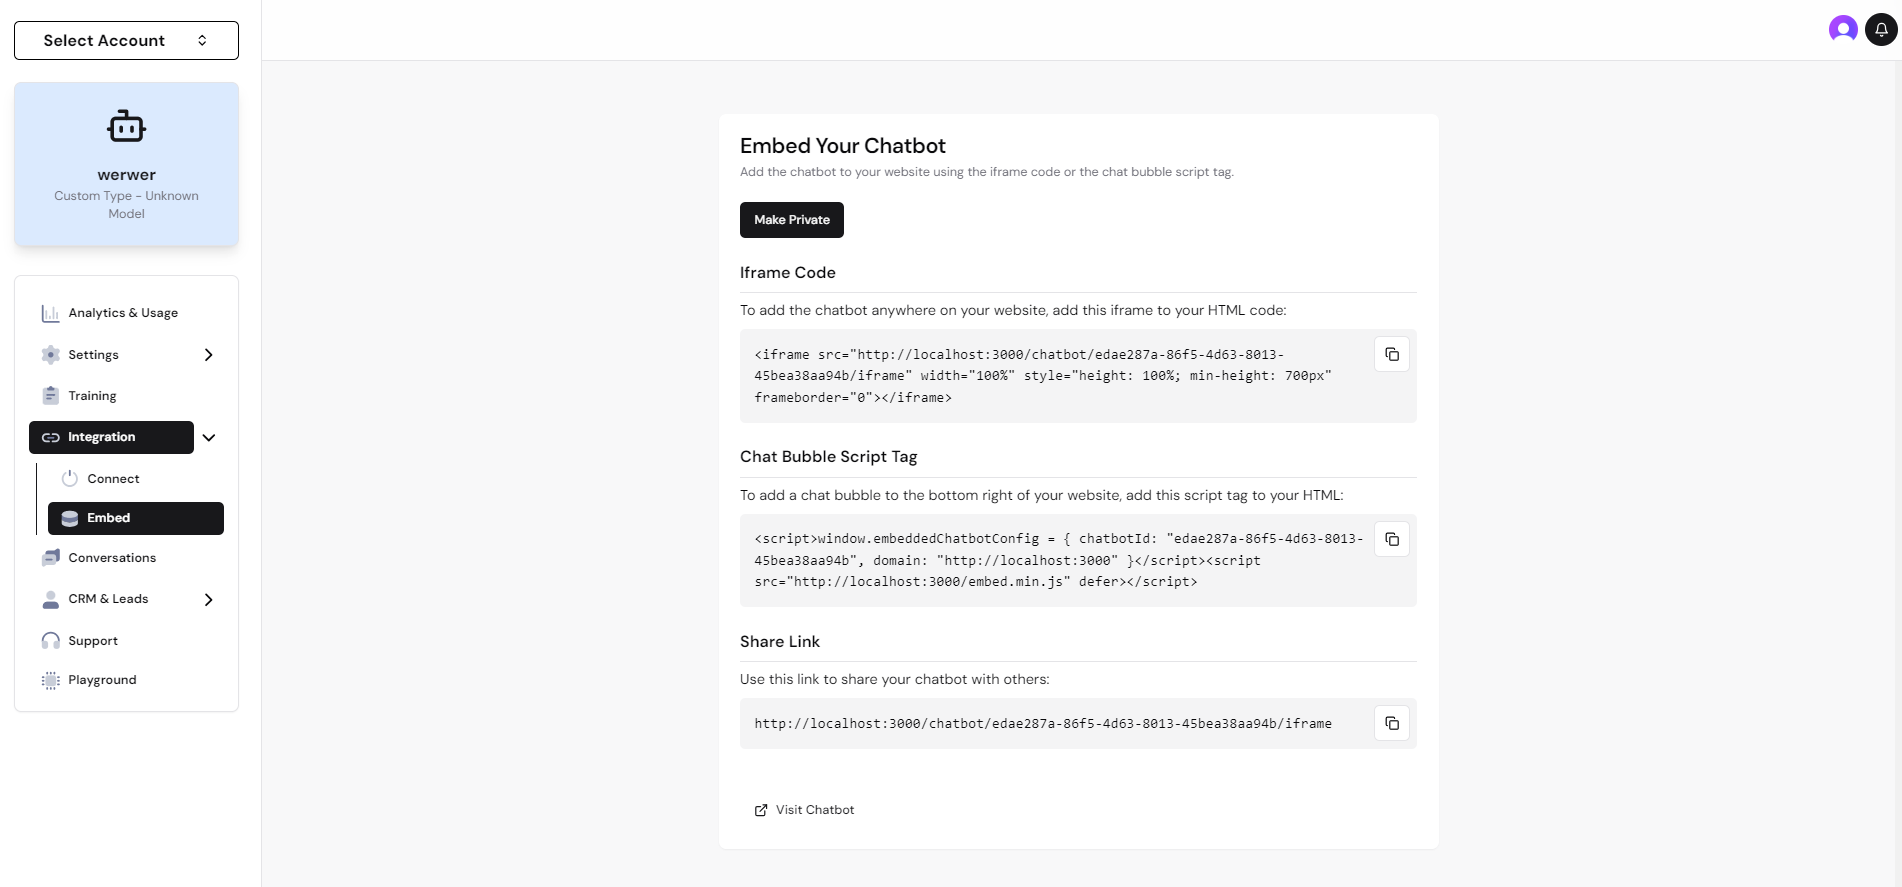 Select Account
werwer
Custom Type - Unknown
Model
Analytics & Usage
Settings
Training
Integration
Connect
Embed
Conversations
CRM & Leads
Support
Playground
Embed Your Chatbot
Add the chatbot to your website using the iframe code or the chat bubble script tag.
Make Private
Iframe Code
To add the chatbot anywhere on your website, add this iframe to your HTML code:
<iframe src="http://localhost:3000/chatbot/edae287a-86f5-4d63-8013-
45bea38aa94b/iframe" width="100%" style="height: 100%; min-height: 700px"
frameborder="0"></iframe>
Chat Bubble Script Tag
To add a chat bubble to the bottom right of your website, add this script tag to your HTML:
<script>window.embeddedChatbotConfig = { chatbotId: "edae287a-86f5-4d63-8013-
45bea38aa94b", domain: "http://localhost:3000" }</script><script
src="http://localhost:3000/embed.min.js" defer></script>
Share Link
Use this link to share your chatbot with others:
http://localhost:3000/chatbot/edae287a-86f5-4d63-8013-45bea38aa94b/iframe
Visit Chatbot